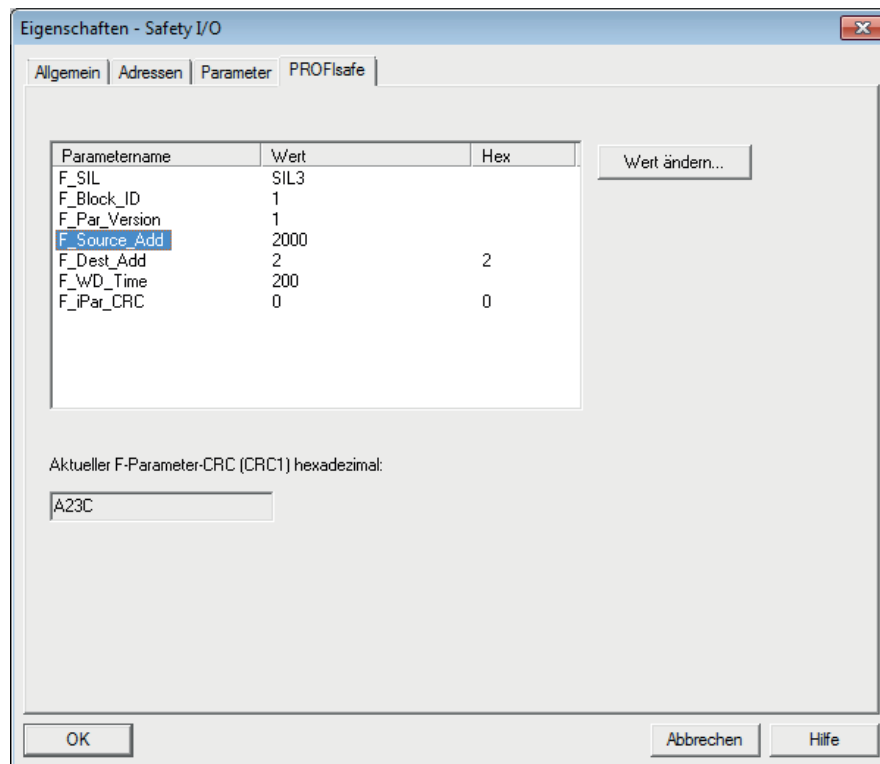 Eigenschaften - Safety I/O
Allgemein Adressen Parameter PROFIsafe
Parametername Wert Hex
Wert ändern...
F_SIL SIL3
F_Block_ID 1
F_Par_Version 1
F_Source_Add 2000
F_Dest_Add 2 2
F_WD_Time 200
F_iPar_CRC 0 0
Aktueller F-Parameter-CRC (CRC1) hexadezimal:
A23C
OK Abbrechen Hilfe